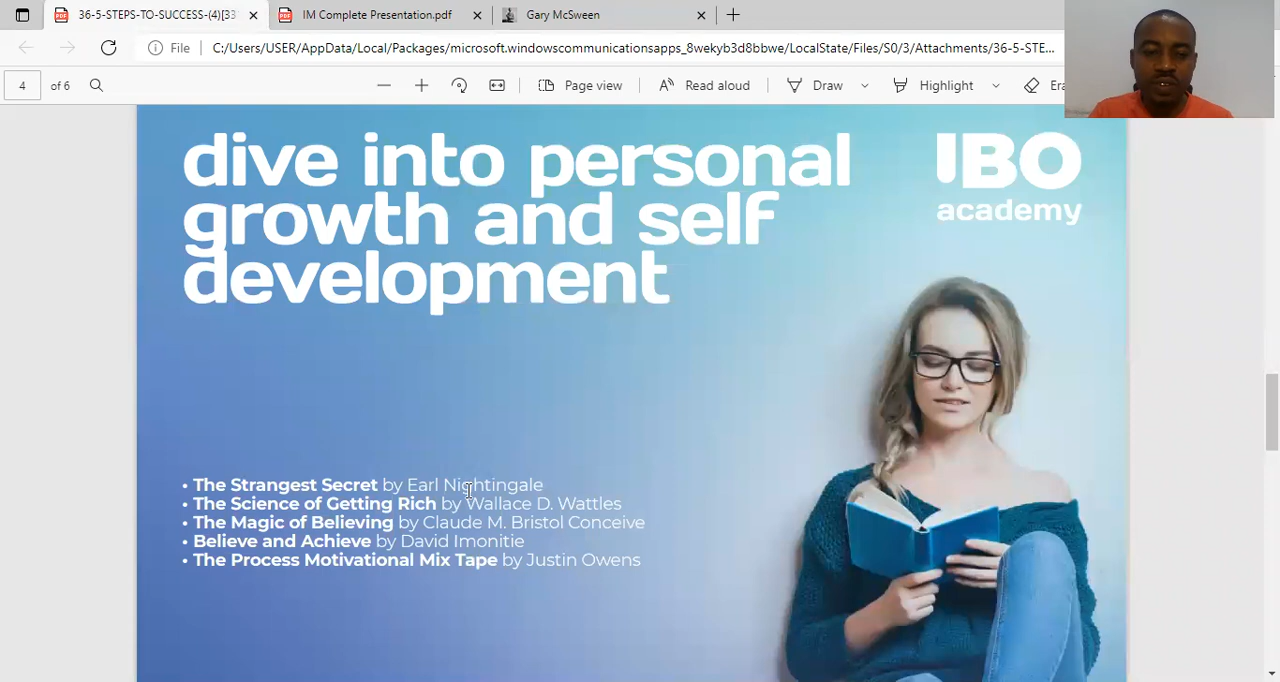 36-5-STEPS-TO-SUCCESS-(4)[33
IM Complete Presentation.pdf
Gary McSween
File
C:/Users/USER/AppData/Local/Packages/microsoft.windowscommunicationsapps_8wekyb3d8bbwe/LocalState/Files/S0/3/Attachments/36-5-STE...
4 of 6
Page view
Read aloud
Draw
Highlight
Era
dive into personal
growth and self
development
IBO
academy
• The Strangest Secret by Earl Nightingale
• The Science of Getting Rich by Wallace D. Wattles
• The Magic of Believing by Claude M. Bristol Conceive
• Believe and Achieve by David Imonitie
• The Process Motivational Mix Tape by Justin Owens